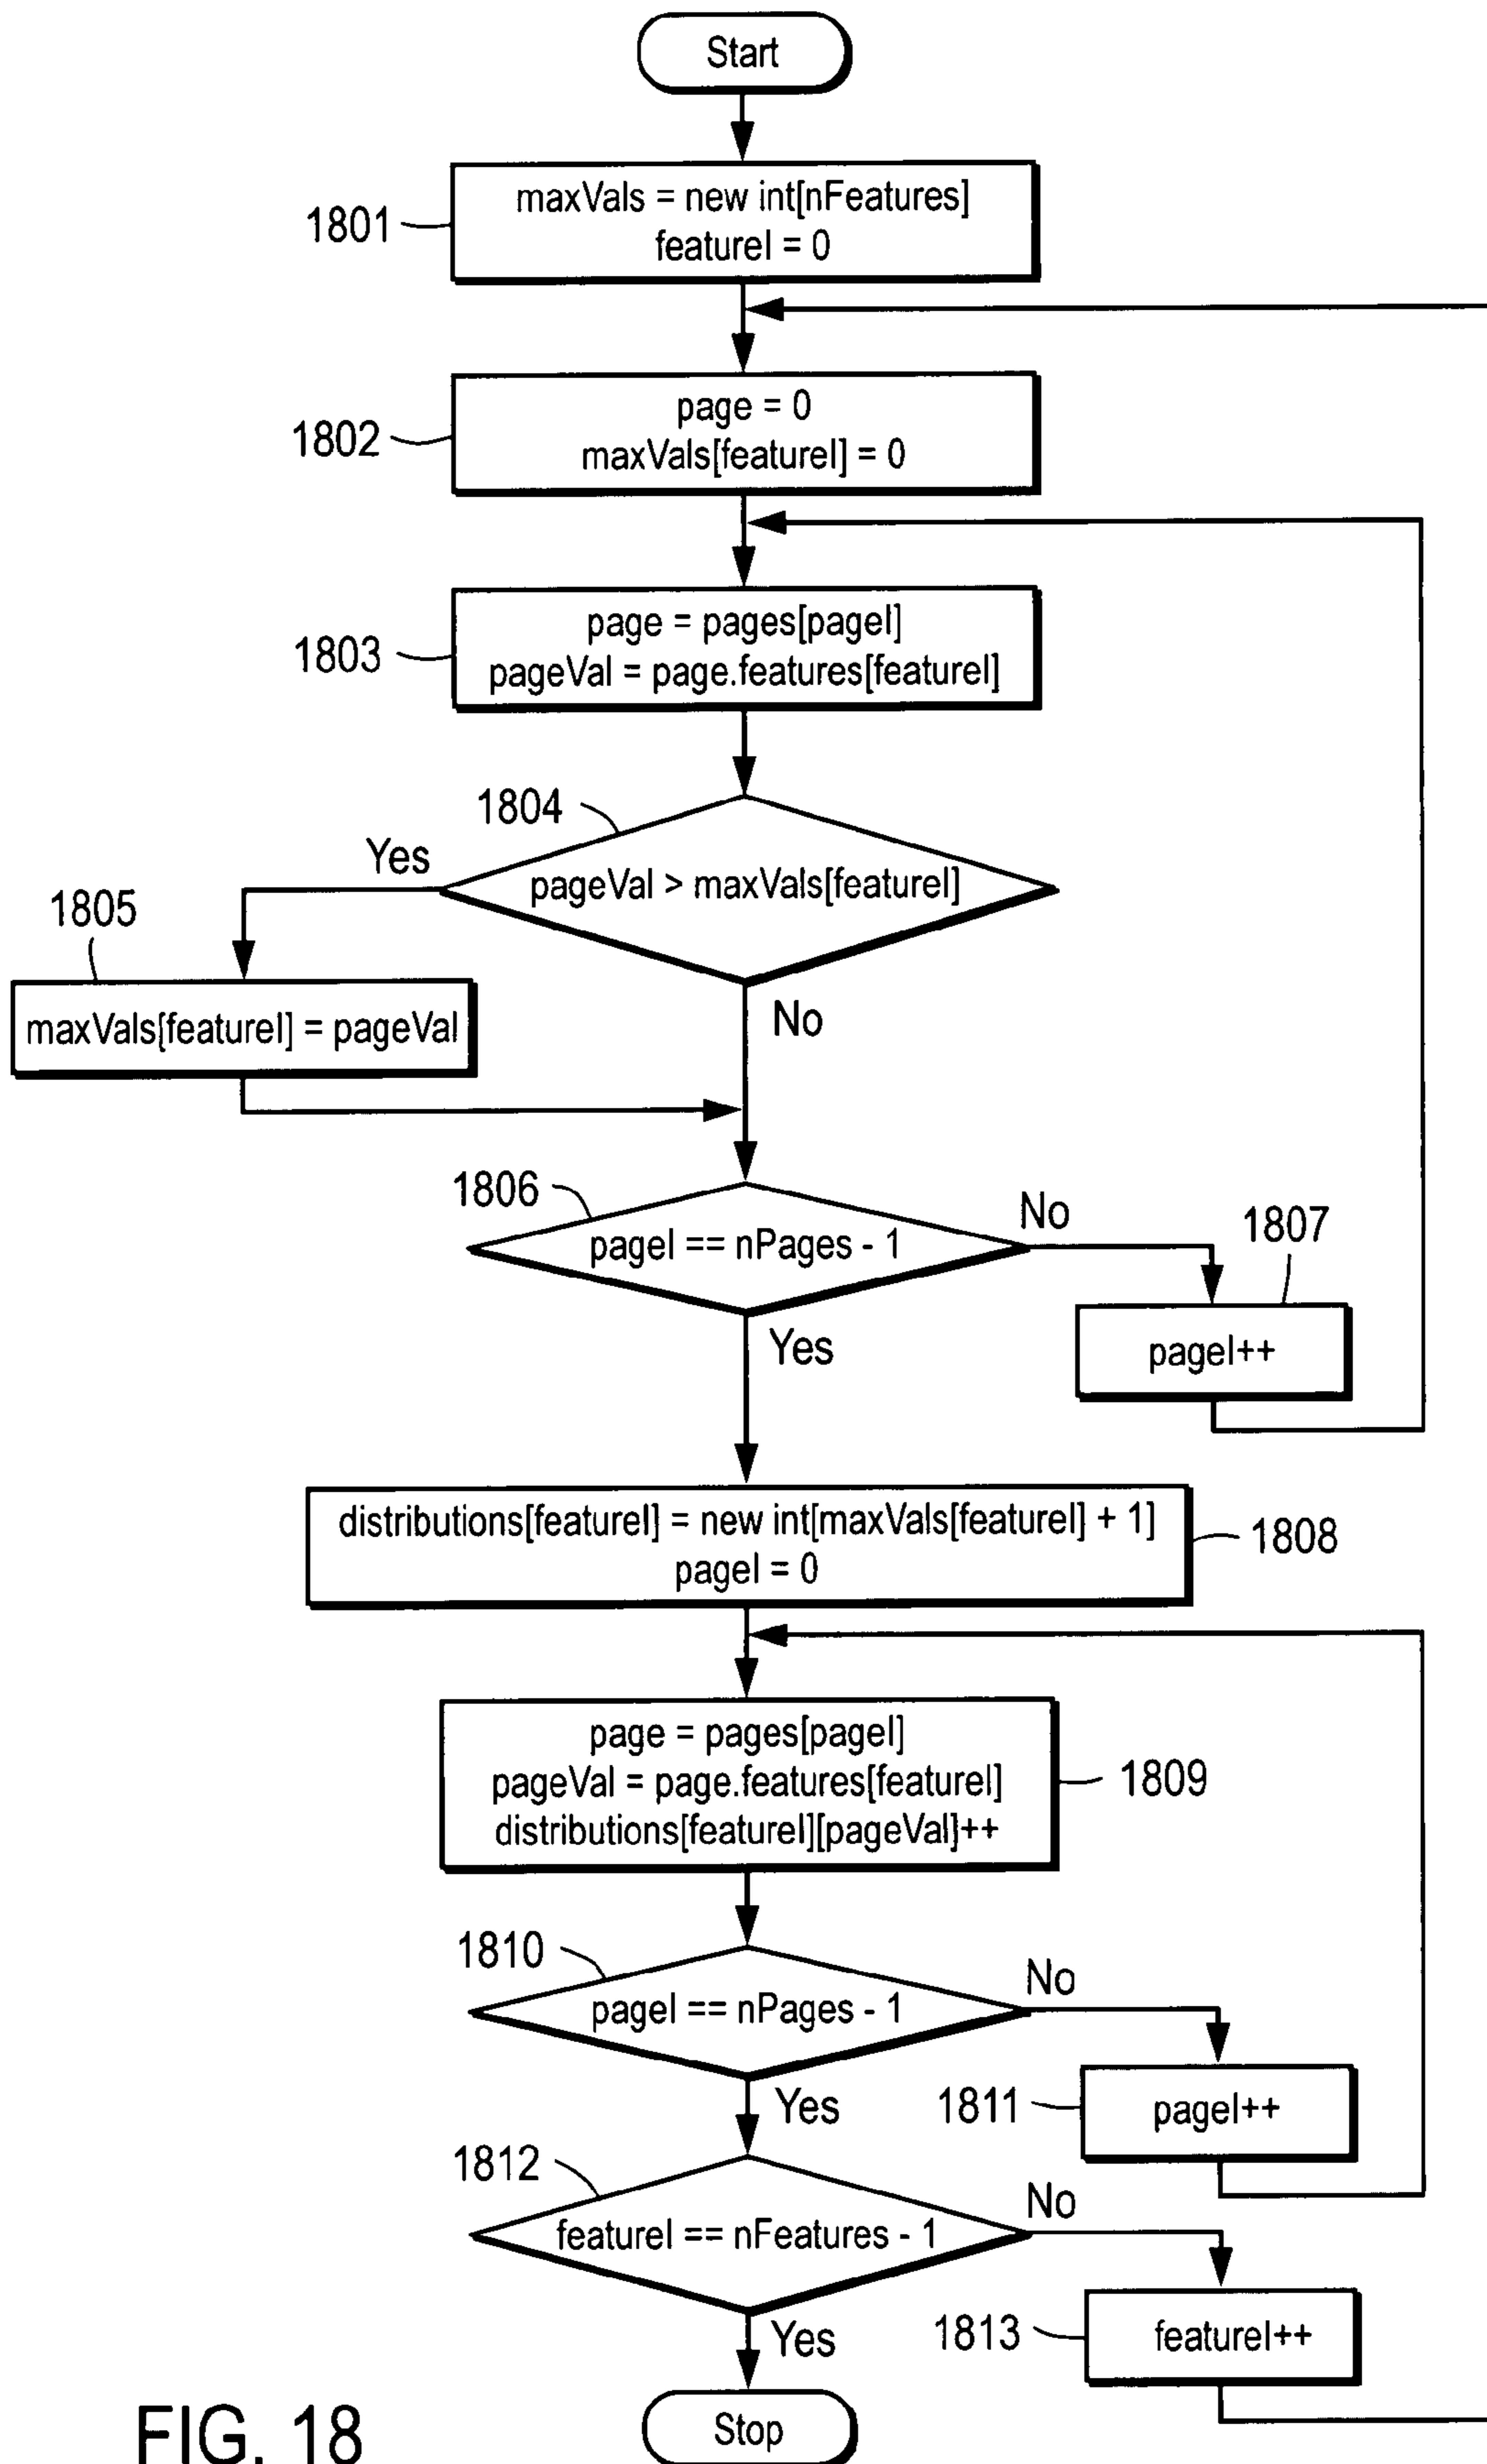 Start
1801
maxVals = new int[nFeatures]
featureI = 0
1802
page = 0
maxVals[featureI] = 0
1803
page = pages[pageI]
pageVal = page.features[featureI]
1804
Yes
pageVal > maxVals[featureI]
1805
maxVals[featureI] = pageVal
No
1806
pageI == nPages - 1
No
1807
pageI++
Yes
distributions[featureI] = new int[maxVals[featureI] + 1]
pageI = 0
1808
page = pages[pageI]
pageVal = page.features[featureI]
distributions[featureI][pageVal]++
1809
1810
pageI == nPages - 1
No
1811
pageI++
Yes
1812
featureI == nFeatures - 1
No
1813
featureI++
Yes
Stop
FIG. 18